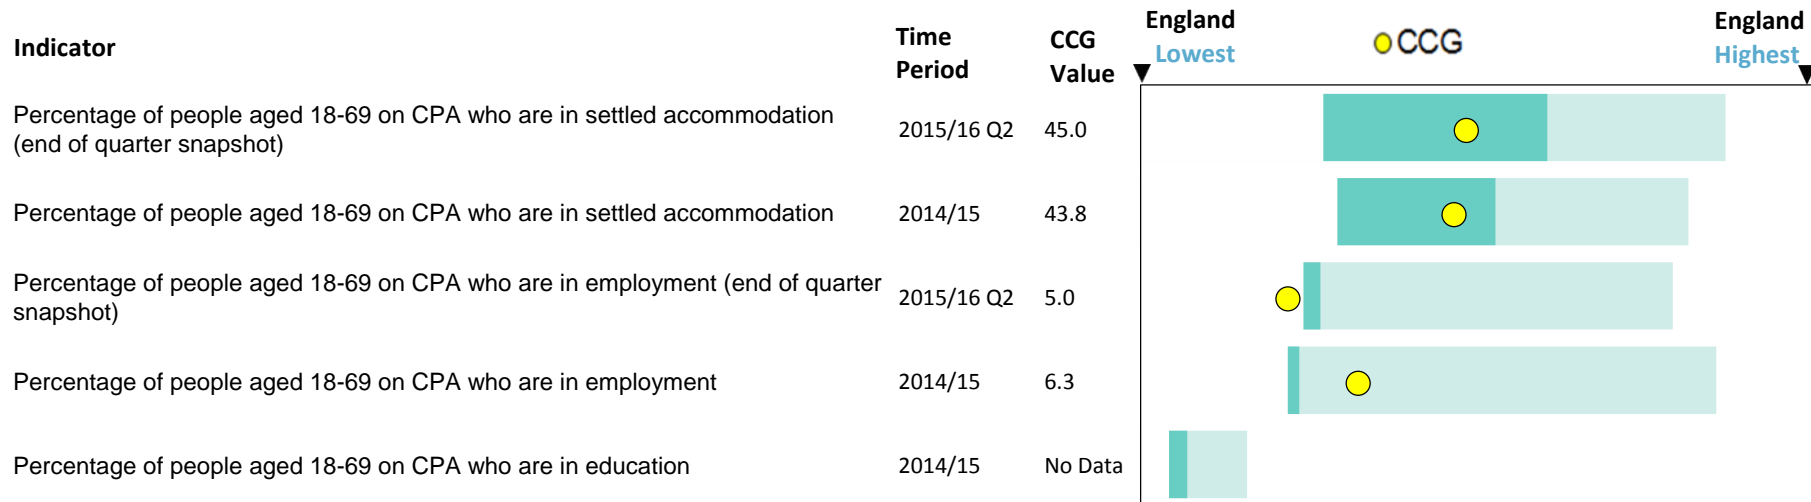 Indicator
Time
Period
CCG
Value
England
Lowest
CCG
England
Highest
Percentage of people aged 18-69 on CPA who are in settled accommodation
(end of quarter snapshot)
2015/16 Q2
45.0
Percentage of people aged 18-69 on CPA who are in settled accommodation
2014/15
43.8
Percentage of people aged 18-69 on CPA who are in employment (end of quarter
snapshot)
2015/16 Q2
5.0
Percentage of people aged 18-69 on CPA who are in employment
2014/15
6.3
Percentage of people aged 18-69 on CPA who are in education
2014/15
No Data